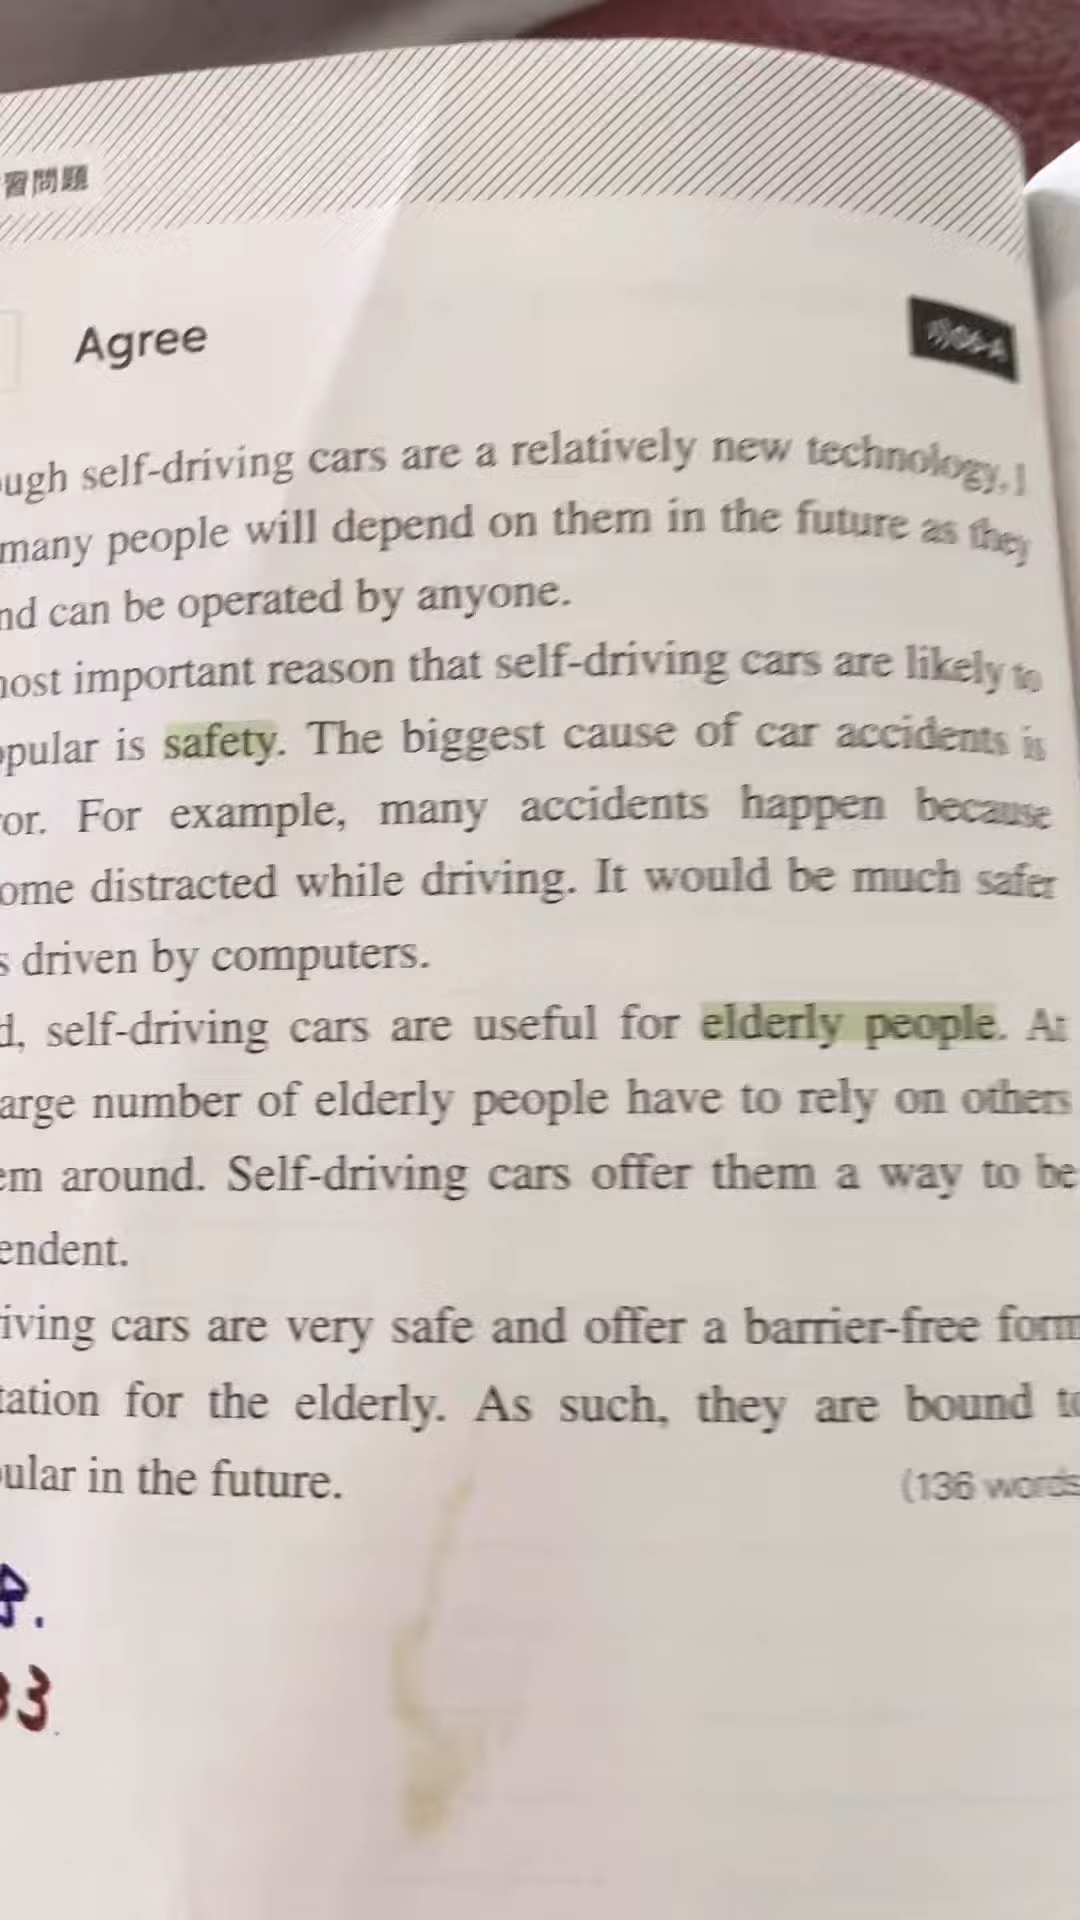 習問題
Agree
ugh self-driving cars are a relatively new technology, I
many people will depend on them in the future as they
nd can be operated by anyone.
ost important reason that self-driving cars are likely to
pular is safety. The biggest cause of car accidents is
or. For example, many accidents happen because
ome distracted while driving. It would be much safer
s driven by computers.
d, self-driving cars are useful for elderly people. At
arge number of elderly people have to rely on others
em around. Self-driving cars offer them a way to be
endent.
iving cars are very safe and offer a barrier-free form
tation for the elderly. As such, they are bound to
ular in the future.
(136 words
3